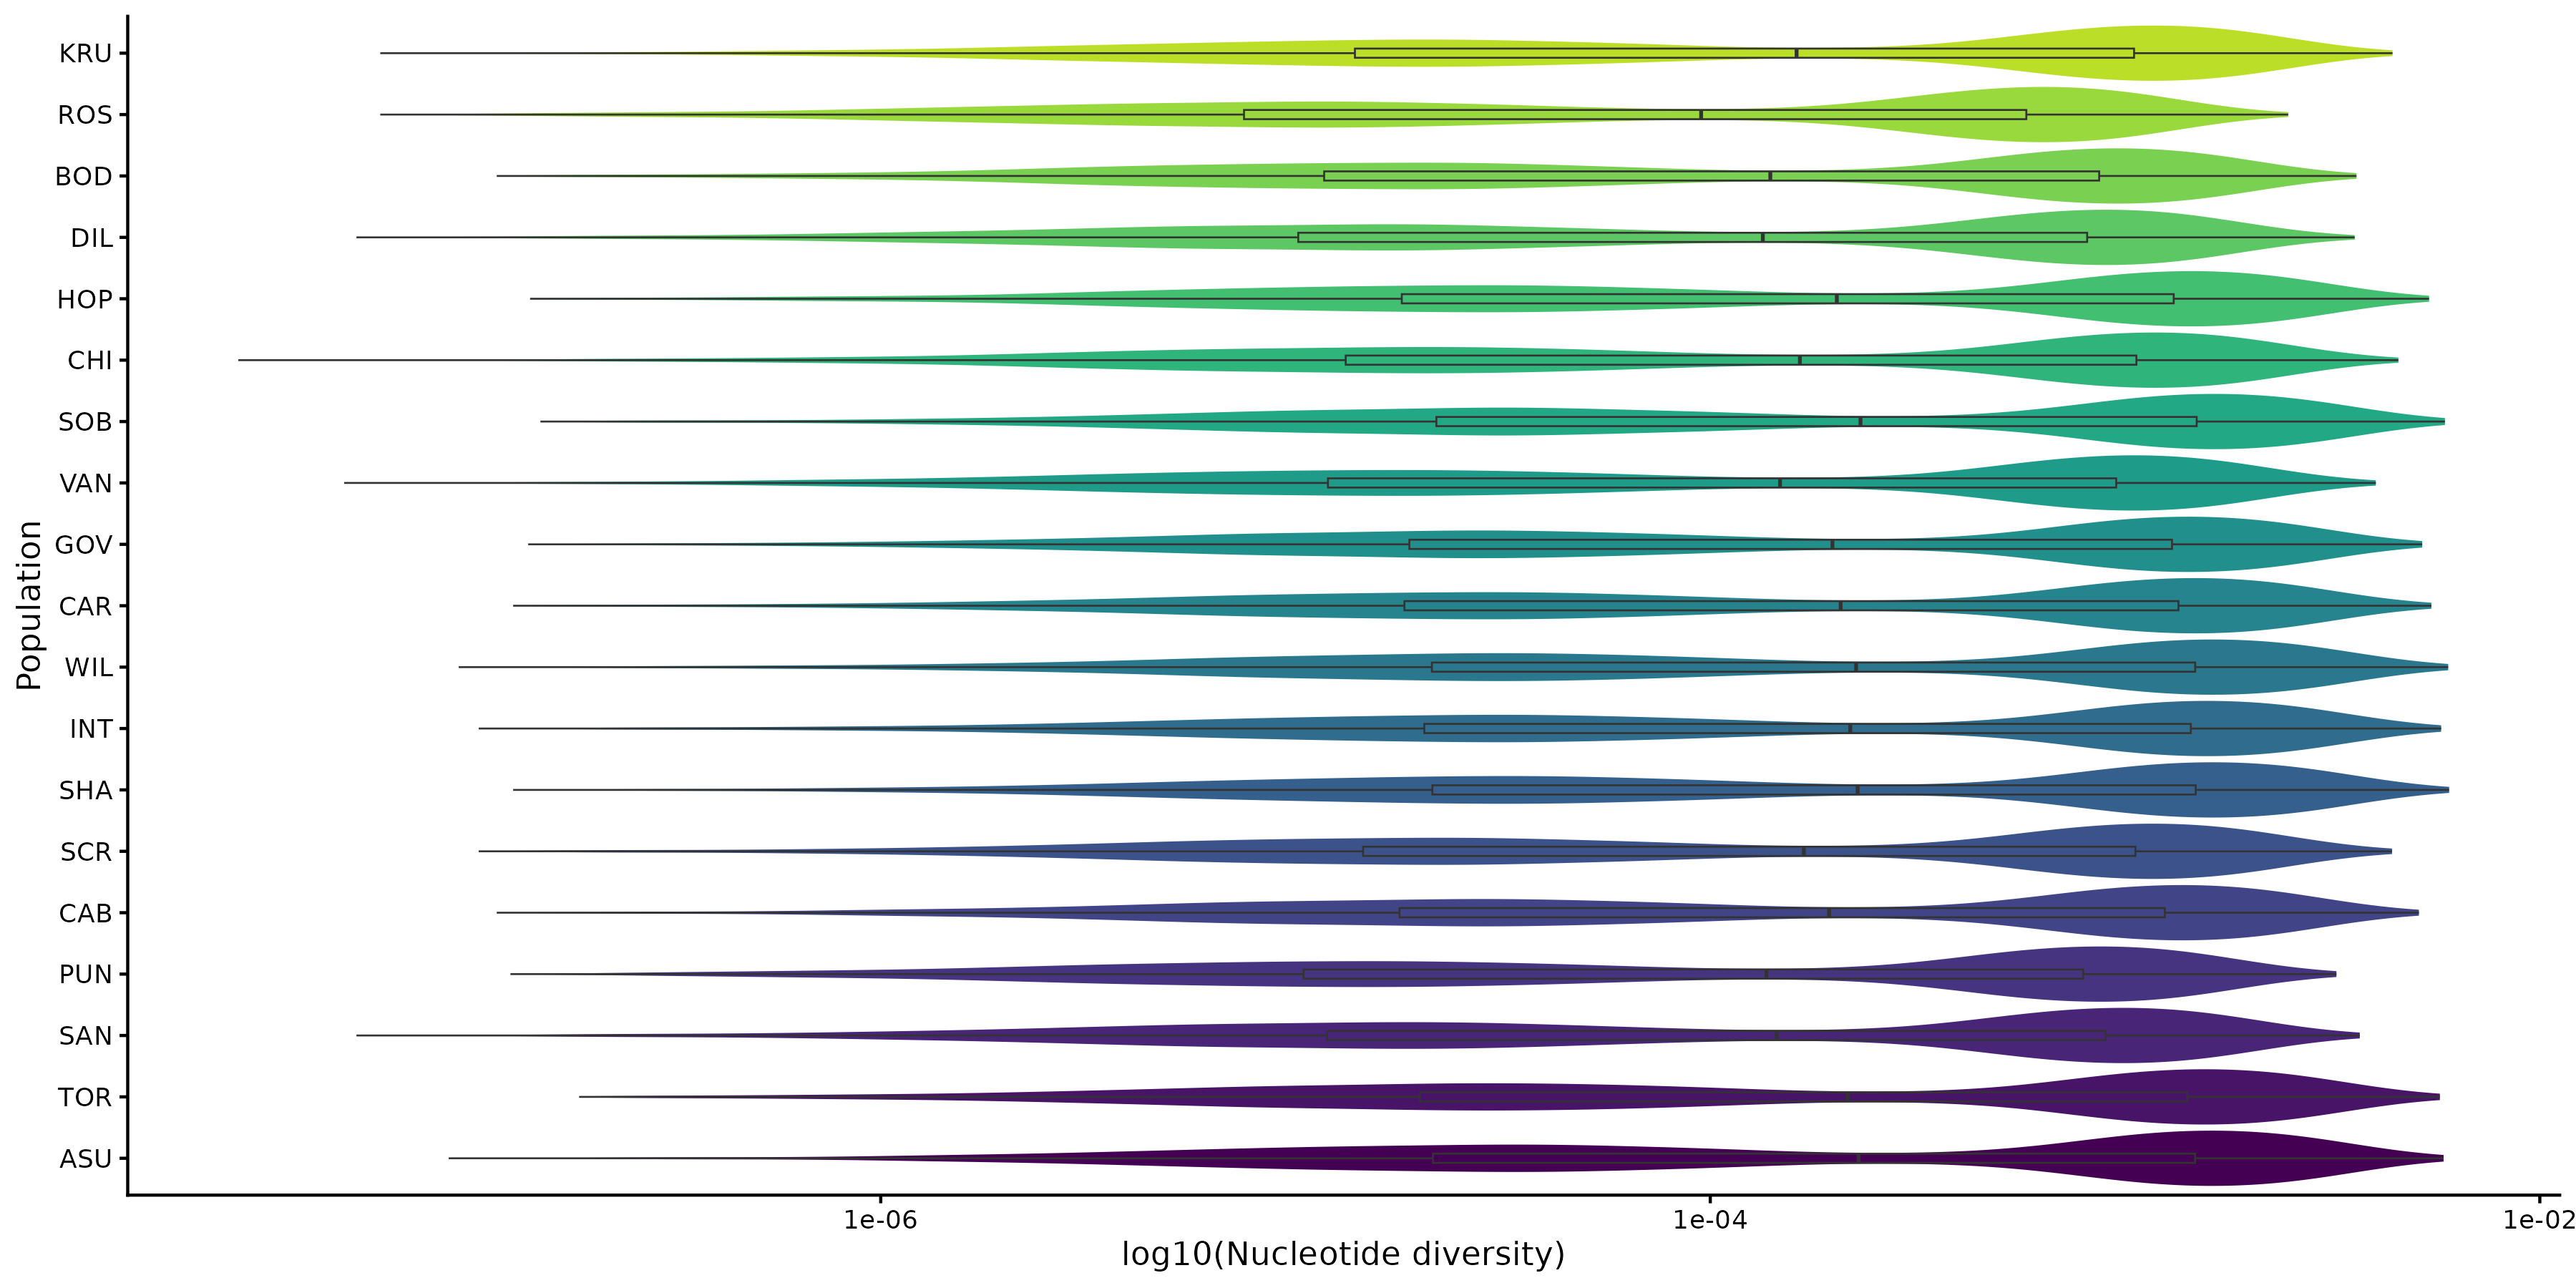 KRU
ROS
BOD
DIL
HOP
CHI
SOB
VAN
GOV
CAR
WIL
INT
SHA
SCR
CAB
PUN
SAN
TOR
ASU
Population
1e-06 1e-04 1e-02
log10(Nucleotide diversity)